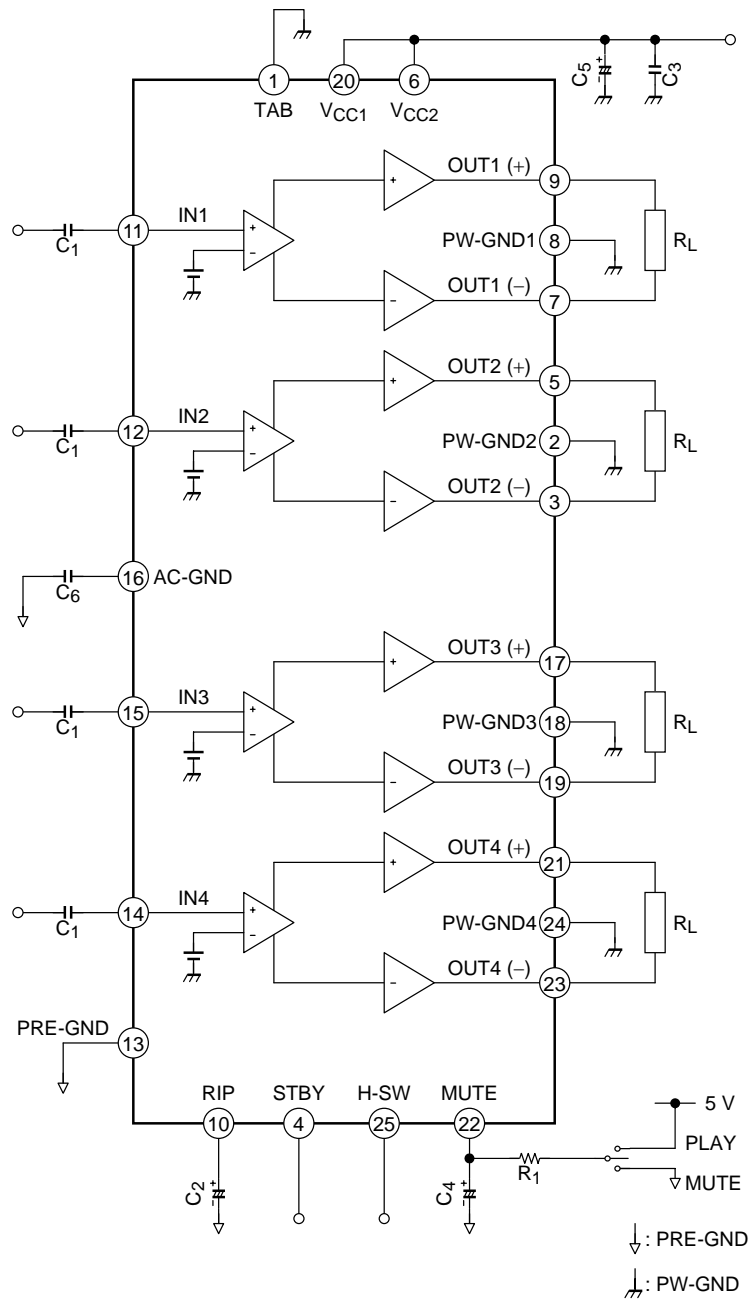 1 20 6
TAB VCC1 VCC2
C5 + −
C3
OUT1 (+) 9
C1 11 IN1 + − +
PW-GND1 8 RL
− OUT1 (−) 7
OUT2 (+) 5
C1 12 IN2 + − +
PW-GND2 2 RL
− OUT2 (−) 3
C6 16 AC-GND
OUT3 (+) 17
C1 15 IN3 + − +
PW-GND3 18 RL
− OUT3 (−) 19
OUT4 (+) 21
C1 14 IN4 + − +
PW-GND4 24 RL
− OUT4 (−) 23
PRE-GND 13
RIP STBY H-SW MUTE
10 4 25 22
5 V
PLAY
R1
MUTE
C2 + −
C4 + −
: PRE-GND
: PW-GND